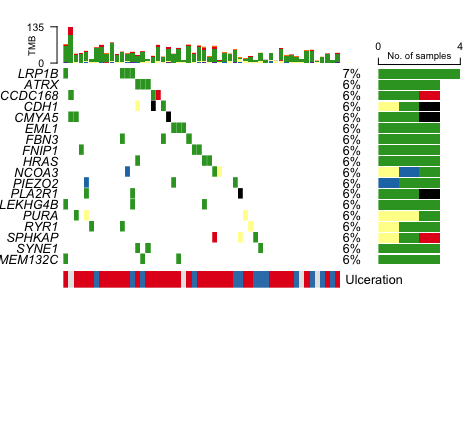 135
TMB
0
0 4
No. of samples
LRP1B 7%
ATRX 6%
CCDC168 6%
CDH1 6%
CMYA5 6%
EML1 6%
FBN3 6%
FNIP1 6%
HRAS 6%
NCOA3 6%
PIEZO2 6%
PLA2R1 6%
LEKHG4B 6%
PURA 6%
RYR1 6%
SPHKAP 6%
SYNE1 6%
MEM132C 6%
Ulceration